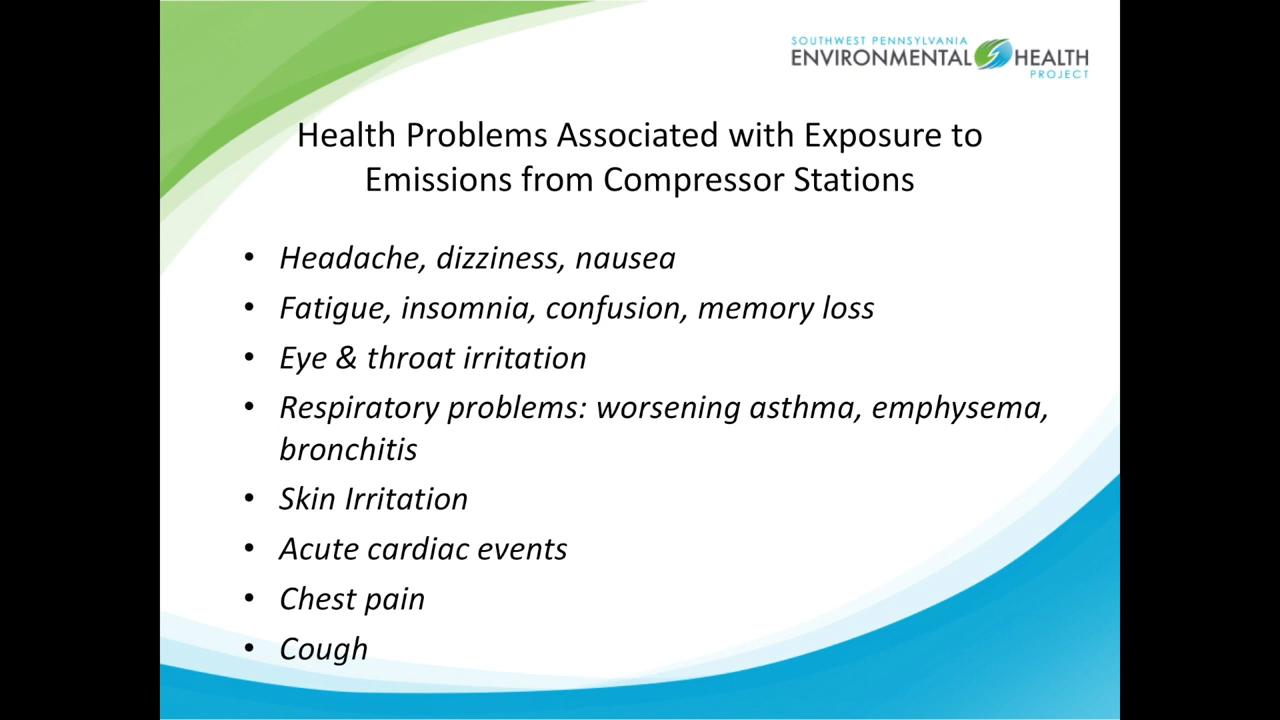 SOUTHWEST PENNSYLVANIA
ENVIRONMENTAL HEALTH
PROJECT
Health Problems Associated with Exposure to
Emissions from Compressor Stations
• Headache, dizziness, nausea
• Fatigue, insomnia, confusion, memory loss
• Eye & throat irritation
• Respiratory problems: worsening asthma, emphysema,
bronchitis
• Skin Irritation
• Acute cardiac events
• Chest pain
• Cough